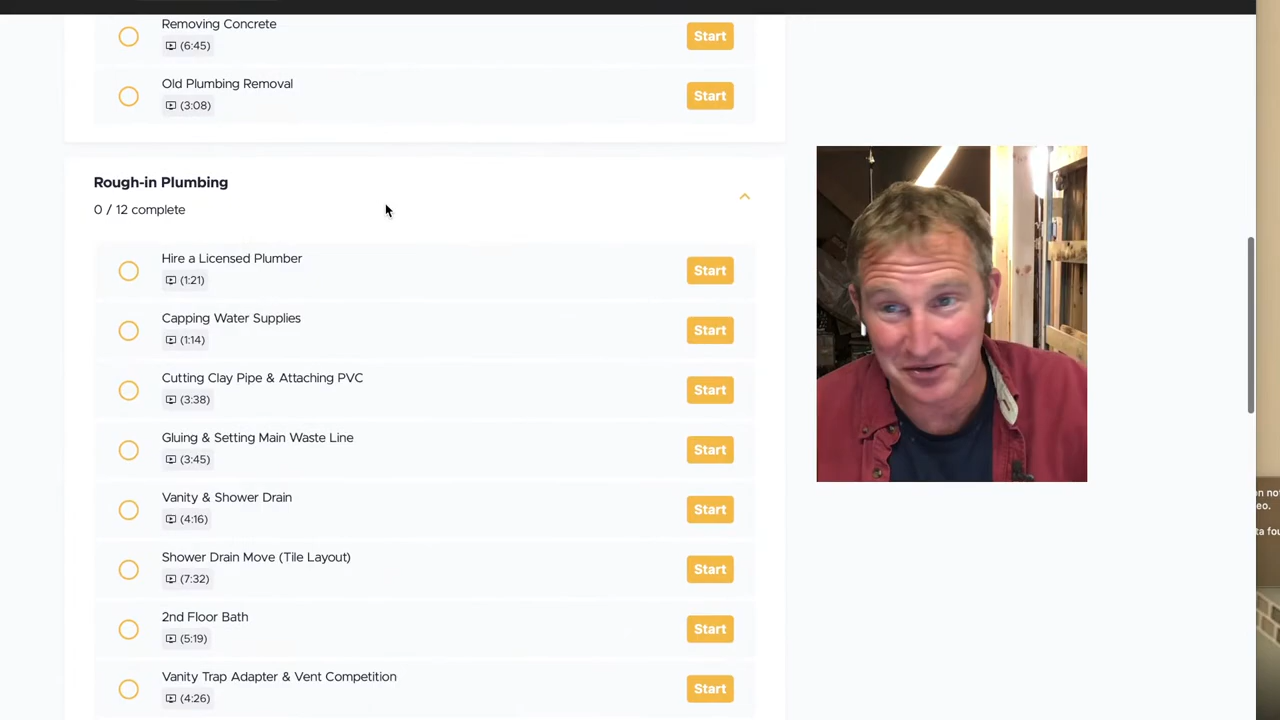 Removing Concrete
(6:45)
Start
Old Plumbing Removal
(3:08)
Start
Rough-in Plumbing
0 / 12 complete
Hire a Licensed Plumber
(1:21)
Start
Capping Water Supplies
(1:14)
Start
Cutting Clay Pipe & Attaching PVC
(3:38)
Start
Gluing & Setting Main Waste Line
(3:45)
Start
Vanity & Shower Drain
(4:16)
Start
Shower Drain Move (Tile Layout)
(7:32)
Start
2nd Floor Bath
(5:19)
Start
Vanity Trap Adapter & Vent Competition
(4:26)
Start